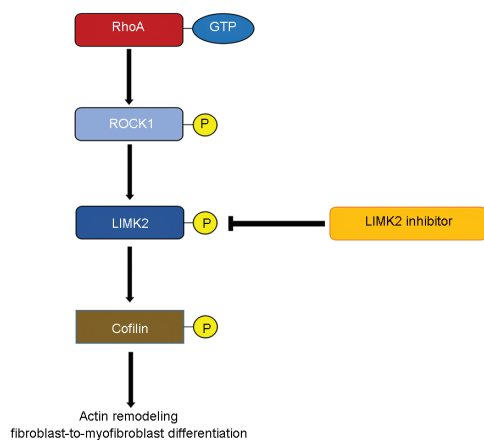 RhoA
GTP
ROCK1
P
LIMK2
P
LIMK2 inhibitor
Cofilin
P
Actin remodeling
fibroblast-to-myofibroblast differentiation